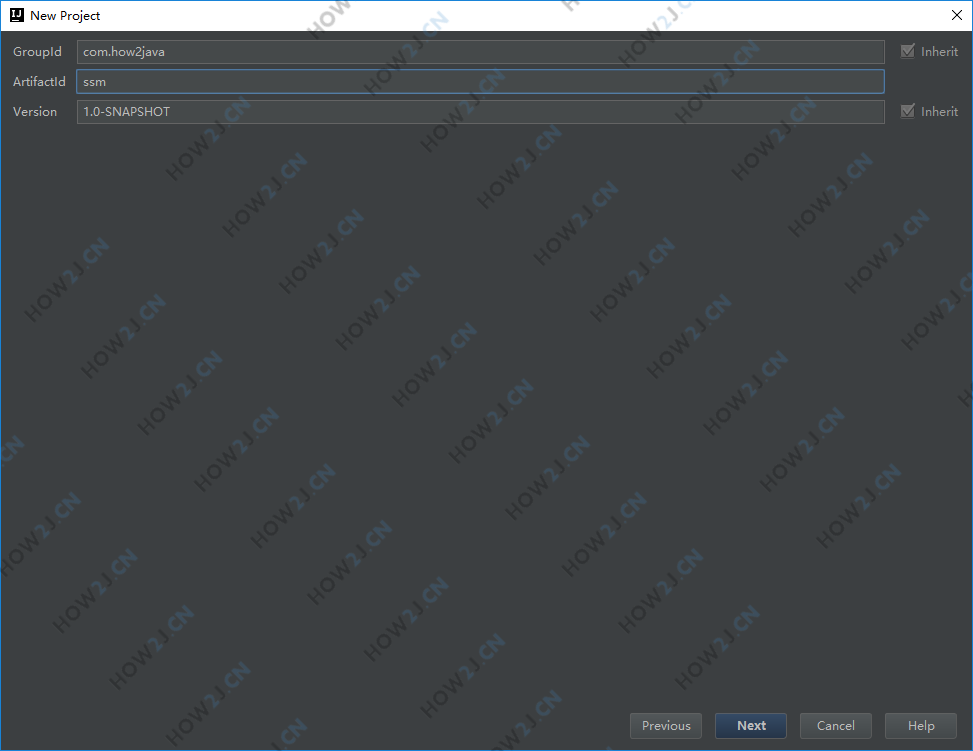 New Project
GroupId com.how2java Inherit
ArtifactId ssm
Version 1.0-SNAPSHOT Inherit
Previous Next Cancel Help
HOW2J.CN